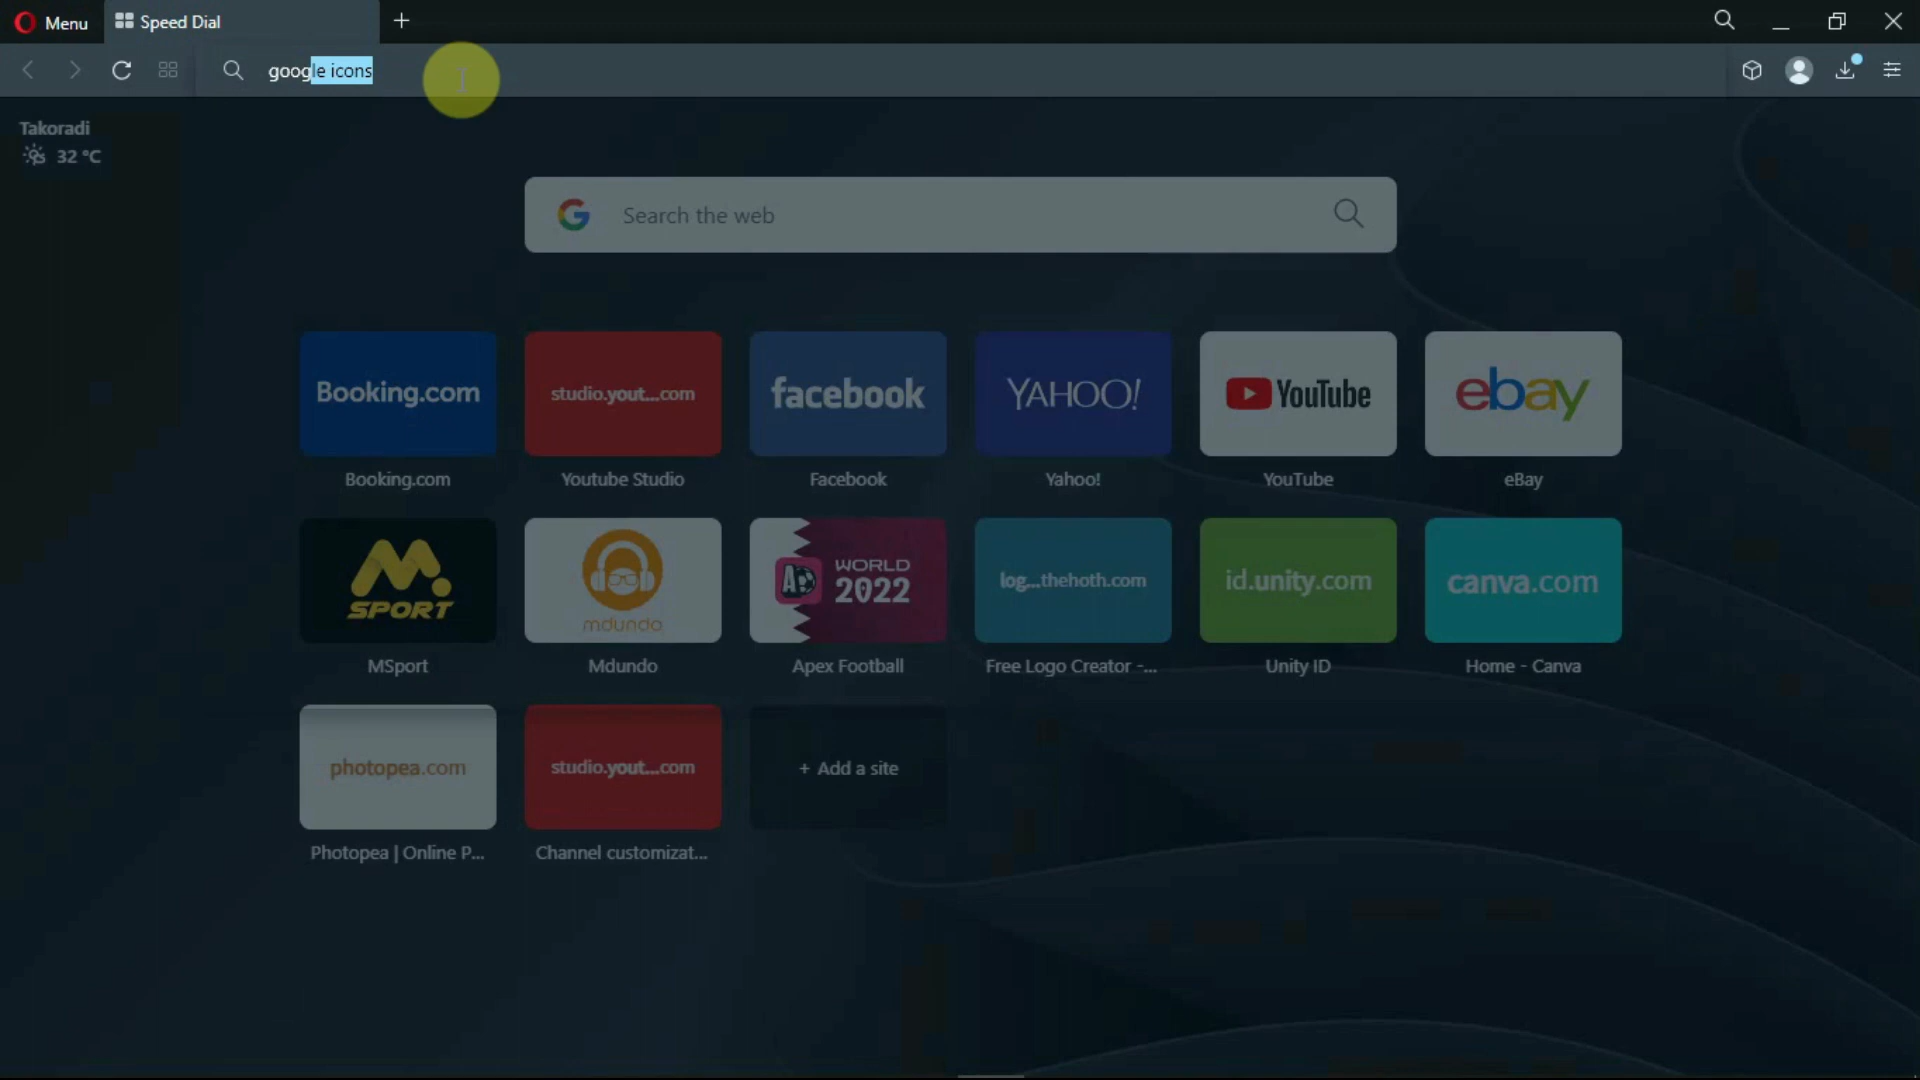 Menu
Speed Dial
google icons
Takoradi
32 °C
Search the web
Booking.com
studio.yout...com
facebook
YAHOO!
YouTube
ebay
Booking.com
Youtube Studio
Facebook
Yahoo!
YouTube
eBay
M.
SPORT
mdundo
WORLD
2022
log...thehoth.com
id.unity.com
canva.com
MSport
Mdundo
Apex Football
Free Logo Creator -...
Unity ID
Home - Canva
photopea.com
studio.yout...com
+ Add a site
Photopea | Online P...
Channel customizat...